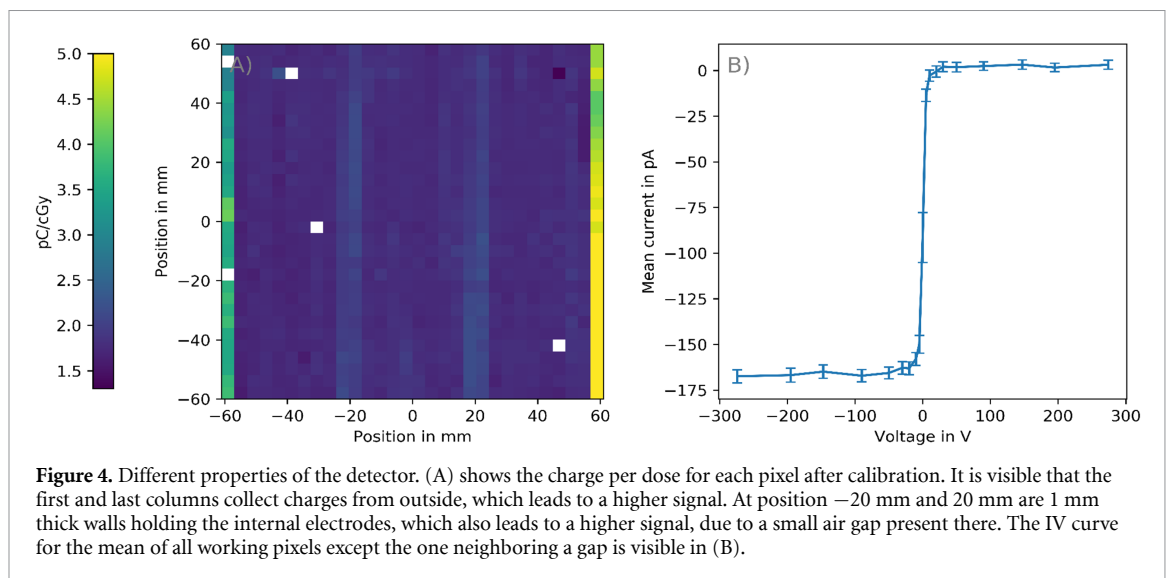 5.0
4.5
4.0
3.5
3.0
2.5
2.0
1.5
pC/cGy
A)
60
40
20
0
−20
−40
−60
Position in mm
−60 −40 −20 0 20 40 60
Position in mm
B)
0
−25
−50
−75
−100
−125
−150
−175
Mean current in pA
−300 −200 −100 0 100 200 300
Voltage in V
Figure 4. Different properties of the detector. (A) shows the charge per dose for each pixel after calibration. It is visible that the
first and last columns collect charges from outside, which leads to a higher signal. At position −20 mm and 20 mm are 1 mm
thick walls holding the internal electrodes, which also leads to a higher signal, due to a small air gap present there. The IV curve
for the mean of all working pixels except the one neighboring a gap is visible in (B).